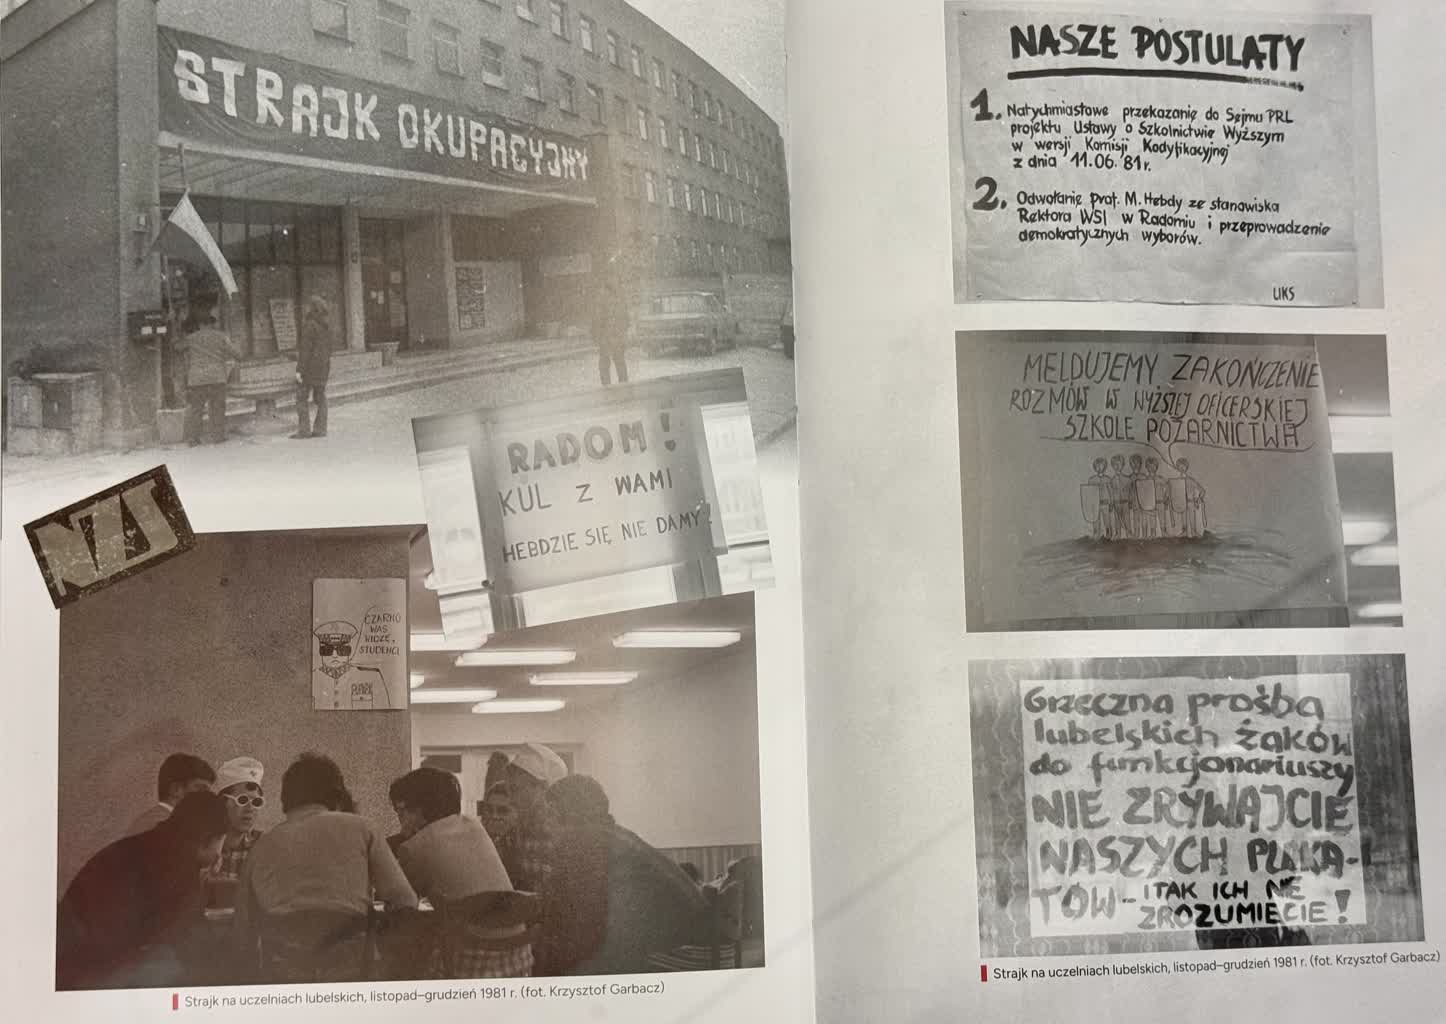 STRAJK OKUPACYJNY
RADOM!
KUL Z WAMI
HEBDZIE SIĘ NIE DAMY!
NZS
CZARNO
WAS
WIDZĘ,
STUDENCI
Strajk na uczelniach lubelskich, listopad–grudzień 1981 r. (fot. Krzysztof Garbacz)
NASZE POSTULATY
1. Natychmiastowe przekazanie do Sejmu PRL
projektu Ustawy o Szkolnictwie Wyższym
w wersji Komisji Kodyfikacyjnej
z dnia 11.06.'81r.
2. Odwołanie prof. M. Hebdy ze stanowiska
Rektora WSI w Radomiu i przeprowadzenie
demokratycznych wyborów.
UKS
MELDUJEMY ZAKOŃCZENIE
ROZMÓW W WYŻSZEJ OFICERSKIEJ
SZKOLE POŻARNICTWA
Grzeczna prośba
lubelskich żaków
do funkcjonariuszy
NIE ZRYWAJCIE
NASZYCH PLAKA-
TÓW - I TAK ICH NIE
ZROZUMIECIE!
Strajk na uczelniach lubelskich, listopad–grudzień 1981 r. (fot. Krzysztof Garbacz)